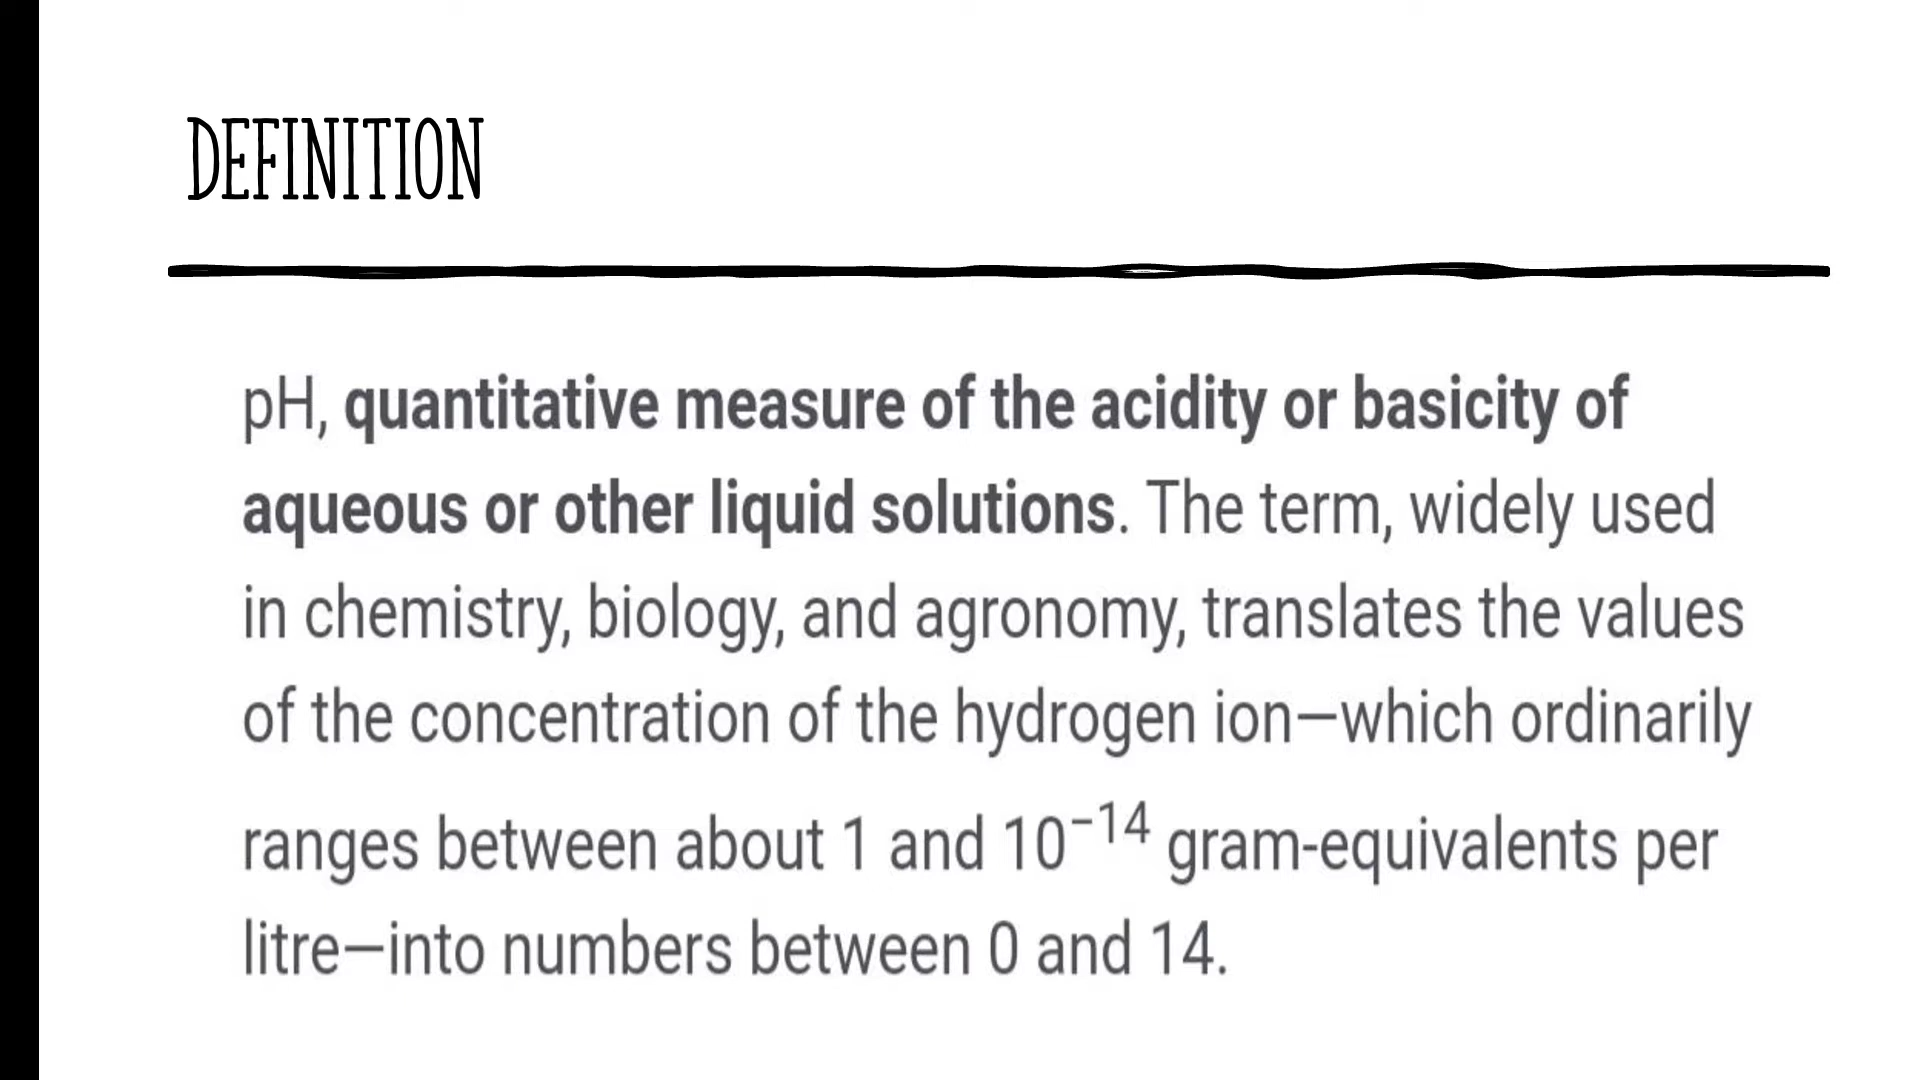 DEFINITION
pH, quantitative measure of the acidity or basicity of
aqueous or other liquid solutions. The term, widely used
in chemistry, biology, and agronomy, translates the values
of the concentration of the hydrogen ion—which ordinarily
ranges between about 1 and 10⁻¹⁴ gram-equivalents per
litre—into numbers between 0 and 14.